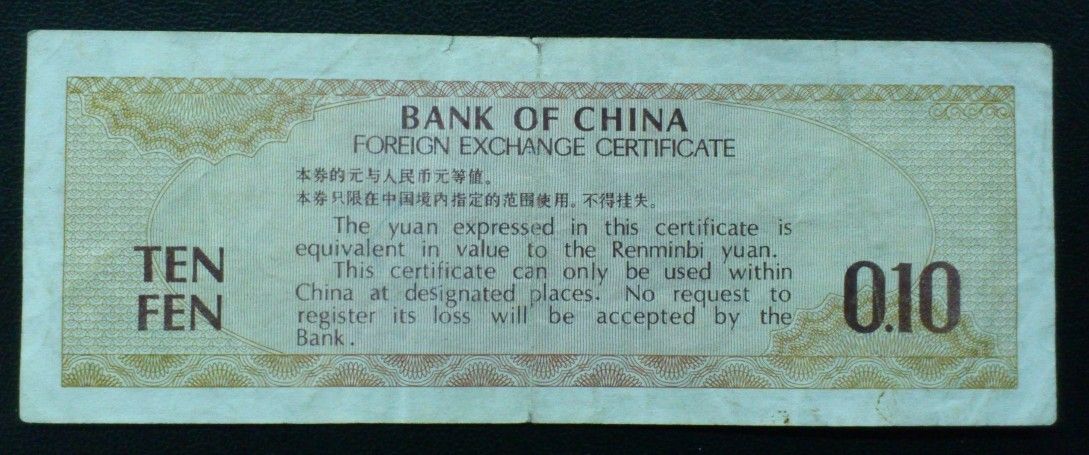 BANK OF CHINA
FOREIGN EXCHANGE CERTIFICATE
本券的元与人民币元等值。
本券只限在中国境内指定的范围使用。不得挂失。
The yuan expressed in this certificate is
equivalent in value to the Renminbi yuan.
This certificate can only be used within
China at designated places. No request to
register its loss will be accepted by the
Bank.
TEN
FEN
0.10